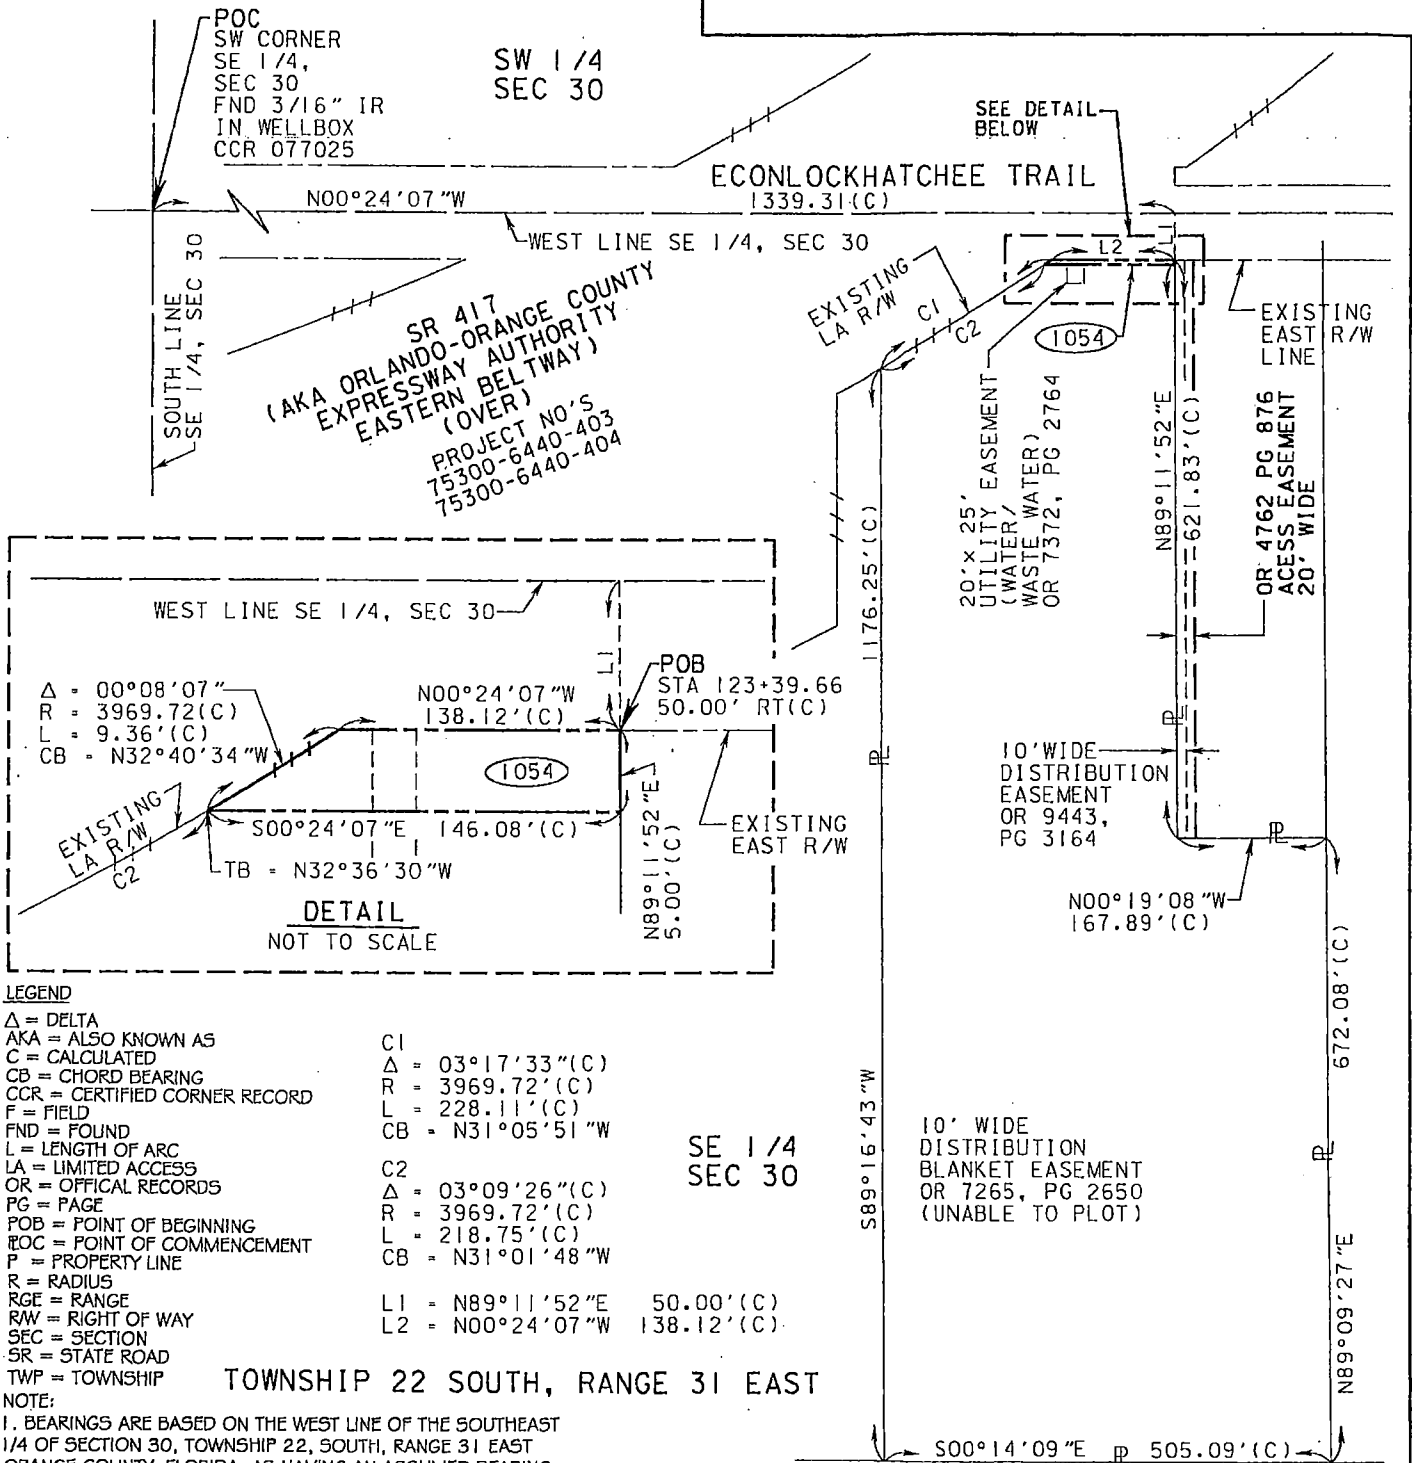 POC
SW CORNER
SE 1/4,
SEC 30
FND 3/16" IR
IN WELLBOX
CCR 077025
SW 1/4
SEC 30
SEE DETAIL
BELOW
ECONLOCKHATCHEE TRAIL
N00°24'07"W
1339.31(C)
WEST LINE SE 1/4, SEC 30
SOUTH LINE
SE 1/4, SEC 30
SR 417
(AKA ORLANDO-ORANGE COUNTY
EXPRESSWAY AUTHORITY
EASTERN BELTWAY)
(OVER)
PROJECT NO'S
75300-6440-403
75300-6440-404
EXISTING
LA R/W
C1
C2
L2
L1
1054
EXISTING
EAST R/W
LINE
20'x 25'
UTILITY EASEMENT
(WATER/
WASTE WATER)
OR 7372, PG 2764
N89°11'52"E
621.83'(C)
OR 4762 PG 876
ACESS EASEMENT
20' WIDE
1176.25'(C)
S89°16'43"W
10'WIDE
DISTRIBUTION
EASEMENT
OR 9443,
PG 3164
N00°19'08"W
167.89'(C)
672.08'(C)
N89°09'27"E
WEST LINE SE 1/4, SEC 30
L1
POB
STA 123+39.66
50.00' RT(C)
Δ = 00°08'07"
R = 3969.72(C)
L = 9.36'(C)
CB = N32°40'34"W
N00°24'07"W
138.12'(C)
1054
EXISTING
LA R/W
C2
S00°24'07"E 146.08'(C)
TB = N32°36'30"W
N89°11'52"E
5.00'(C)
EXISTING
EAST R/W
DETAIL
NOT TO SCALE
LEGEND
Δ = DELTA
AKA = ALSO KNOWN AS
C = CALCULATED
CB = CHORD BEARING
CCR = CERTIFIED CORNER RECORD
F = FIELD
FND = FOUND
L = LENGTH OF ARC
LA = LIMITED ACCESS
OR = OFFICAL RECORDS
PG = PAGE
POB = POINT OF BEGINNING
POC = POINT OF COMMENCEMENT
P = PROPERTY LINE
R = RADIUS
RGE = RANGE
R/W = RIGHT OF WAY
SEC = SECTION
SR = STATE ROAD
TWP = TOWNSHIP
C1
Δ = 03°17'33"(C)
R = 3969.72'(C)
L = 228.11'(C)
CB = N31°05'51"W
C2
Δ = 03°09'26"(C)
R = 3969.72'(C)
L = 218.75'(C)
CB = N31°01'48"W
L1 = N89°11'52"E 50.00'(C)
L2 = N00°24'07"W 138.12'(C)
SE 1/4
SEC 30
10' WIDE
DISTRIBUTION
BLANKET EASEMENT
OR 7265, PG 2650
(UNABLE TO PLOT)
TOWNSHIP 22 SOUTH, RANGE 31 EAST
NOTE:
1. BEARINGS ARE BASED ON THE WEST LINE OF THE SOUTHEAST
1/4 OF SECTION 30, TOWNSHIP 22, SOUTH, RANGE 31 EAST
ORANGE COUNTY, FLORIDA, AS HAVING AN ASSUMED BEARING
S00°14'09"E PL 505.09'(C)